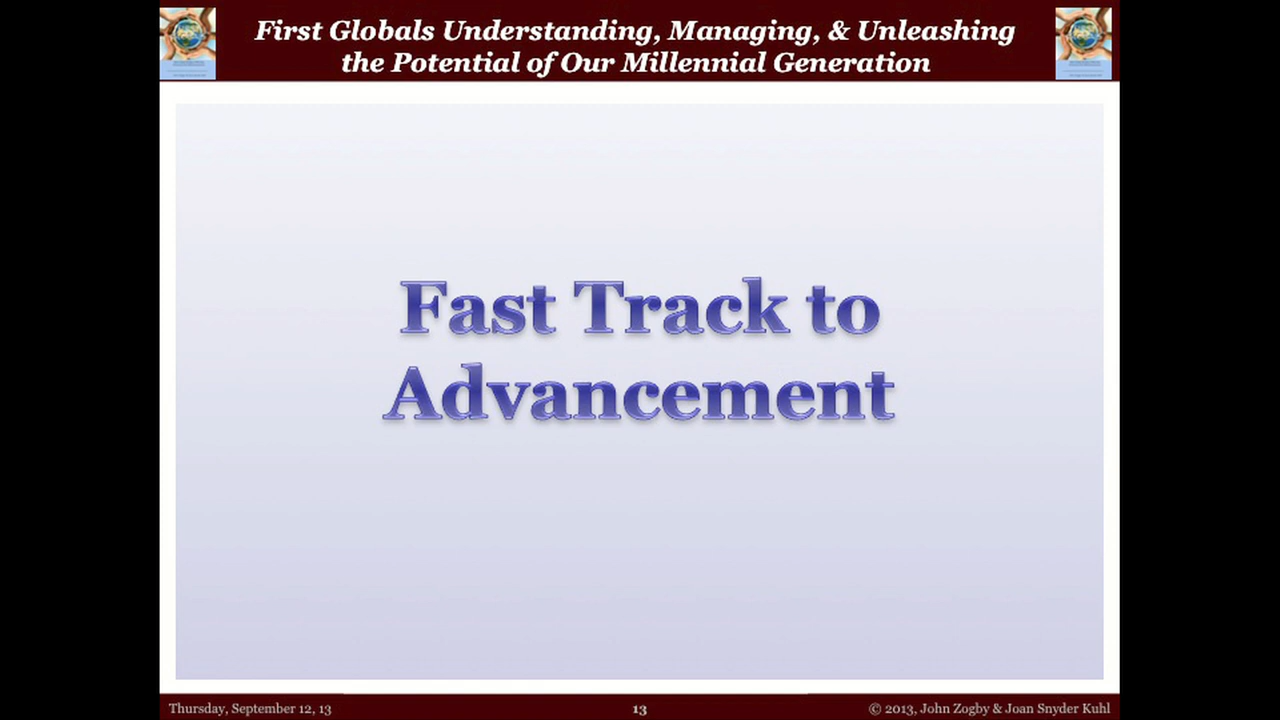 First Globals Understanding, Managing, & Unleashing
the Potential of Our Millennial Generation
Fast Track to
Advancement
Thursday, September 12, 13
13
© 2013, John Zogby & Joan Snyder Kuhl